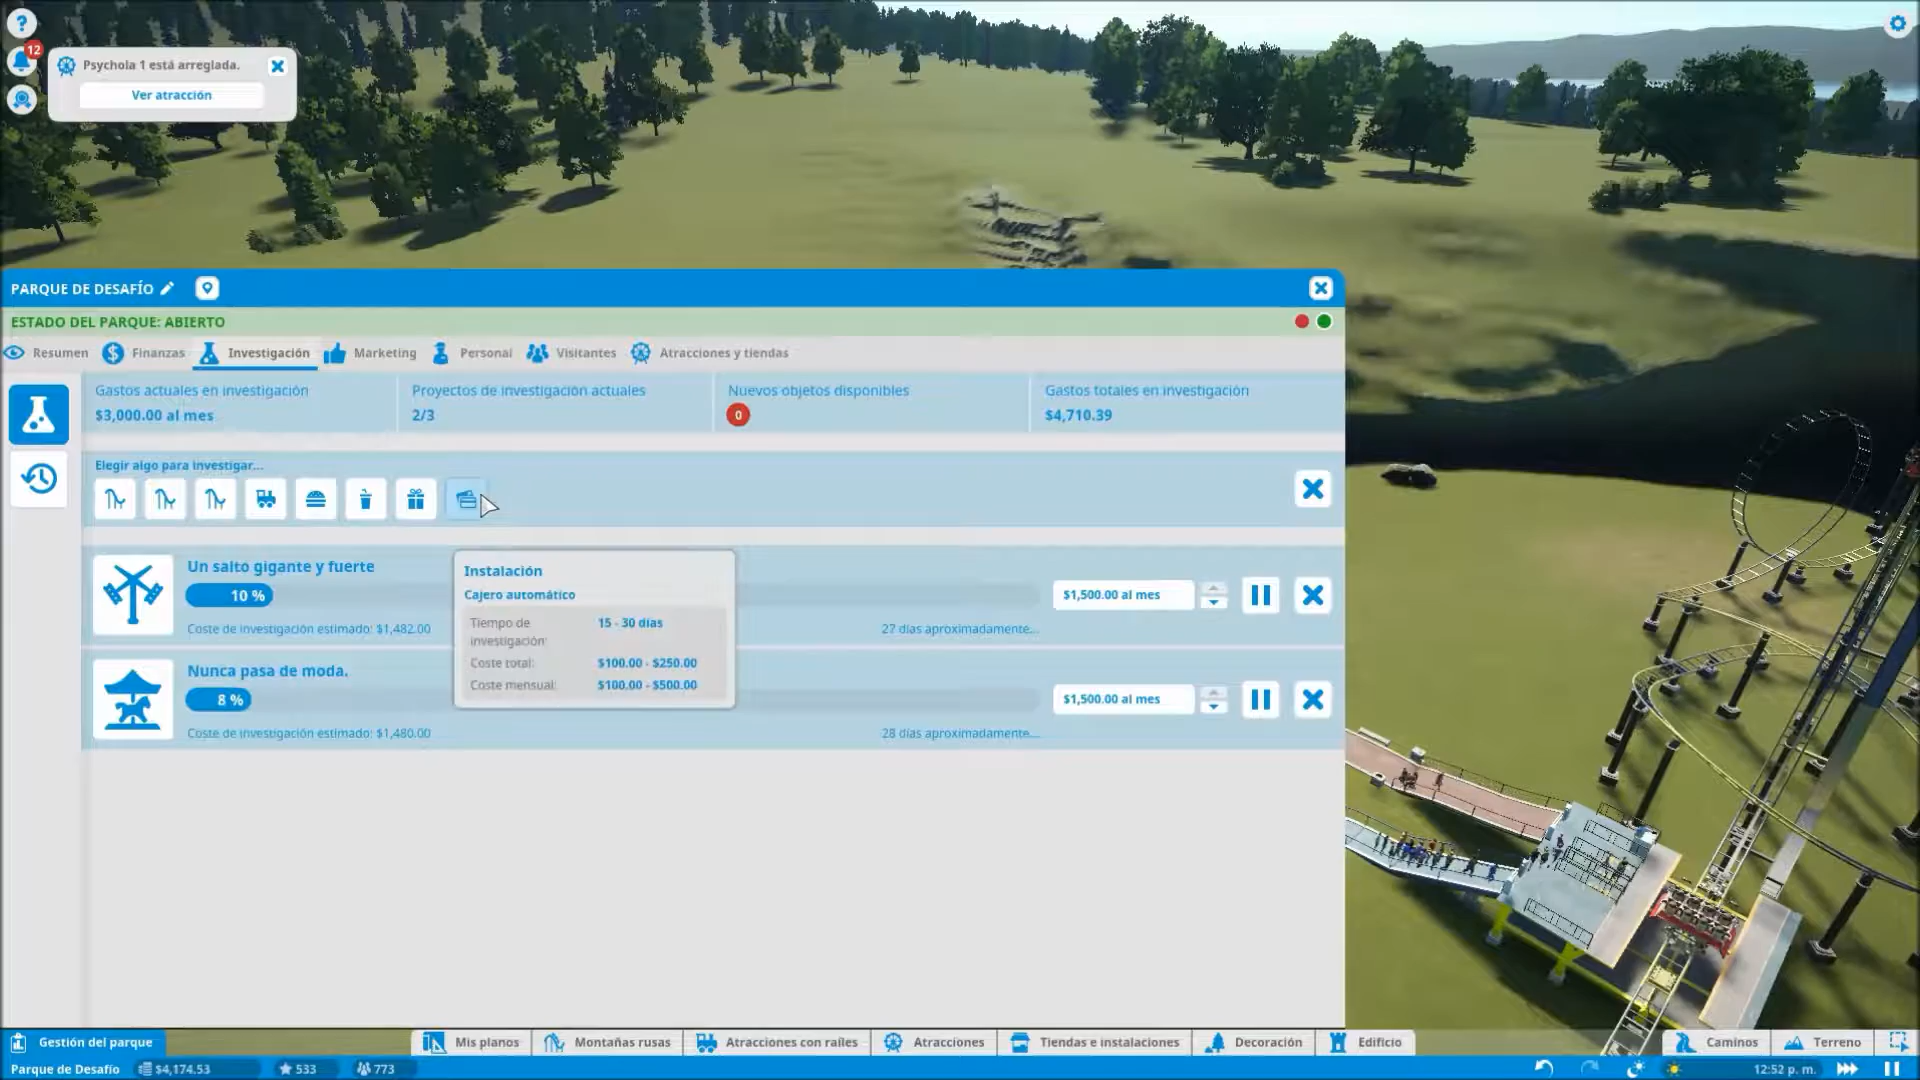 ?
12
Psychola 1 está arreglada.
Ver atracción
PARQUE DE DESAFÍO
ESTADO DEL PARQUE: ABIERTO
Resumen Finanzas Investigación Marketing Personal Visitantes Atracciones y tiendas
Gastos actuales en investigación Proyectos de investigación actuales Nuevos objetos disponibles Gastos totales en investigación
$3,000.00 al mes 2/3 0 $4,710.39
Elegir algo para investigar...
Un salto gigante y fuerte
10 % $1,500.00 al mes
Coste de investigación estimado: $1,482.00 27 días aproximadamente...
Instalación
Cajero automático
Tiempo de investigación: 15 - 30 días
Coste total: $100.00 - $250.00
Coste mensual: $100.00 - $500.00
Nunca pasa de moda.
8 % $1,500.00 al mes
Coste de investigación estimado: $1,480.00 28 días aproximadamente...
Gestión del parque Mis planos Montañas rusas Atracciones con raíles Atracciones Tiendas e instalaciones Decoración Edificio Caminos Terreno
Parque de Desafío $4,174.53 533 773 12:52 p. m.